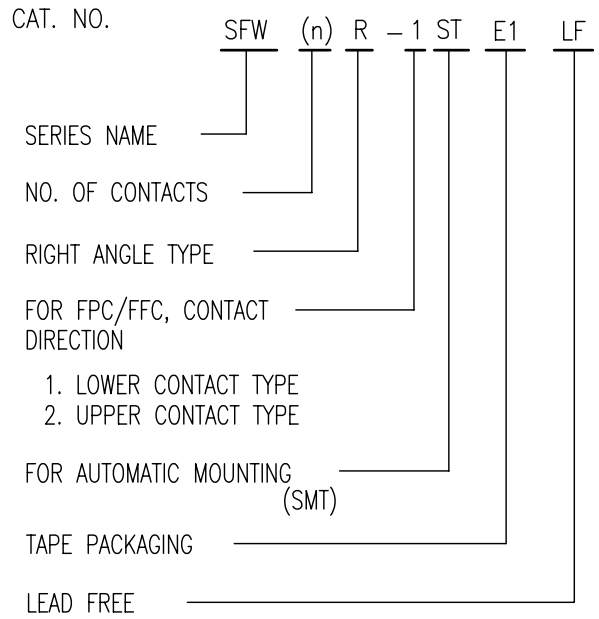 CAT. NO.
SFW (n) R – 1 ST E1 LF
SERIES NAME
NO. OF CONTACTS
RIGHT ANGLE TYPE
FOR FPC/FFC, CONTACT
DIRECTION
1. LOWER CONTACT TYPE
2. UPPER CONTACT TYPE
FOR AUTOMATIC MOUNTING
(SMT)
TAPE PACKAGING
LEAD FREE